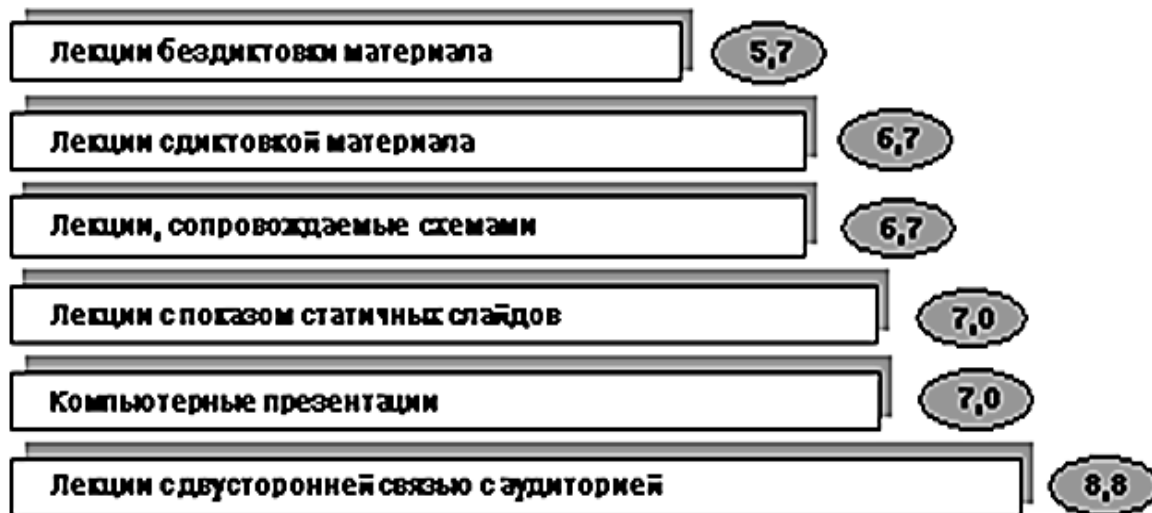 Лекции без диктовки материала 5,7
Лекции с диктовкой материала 6,7
Лекции, сопровождаемые схемами 6,7
Лекции с показом статичных слайдов 7,0
Компьютерные презентации 7,0
Лекции с двусторонней связью с аудиторией 8,8